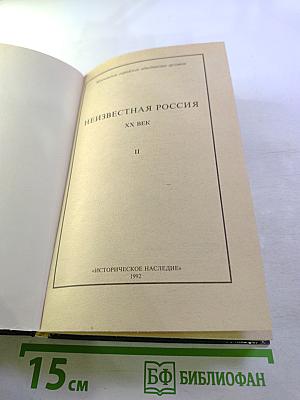 НЕИЗВЕСТНАЯ РОССИЯ
XX ВЕК
II
«ИСТОРИЧЕСКОЕ НАСЛЕДИЕ»
1992
15 см
БФ БИБЛИОФАН